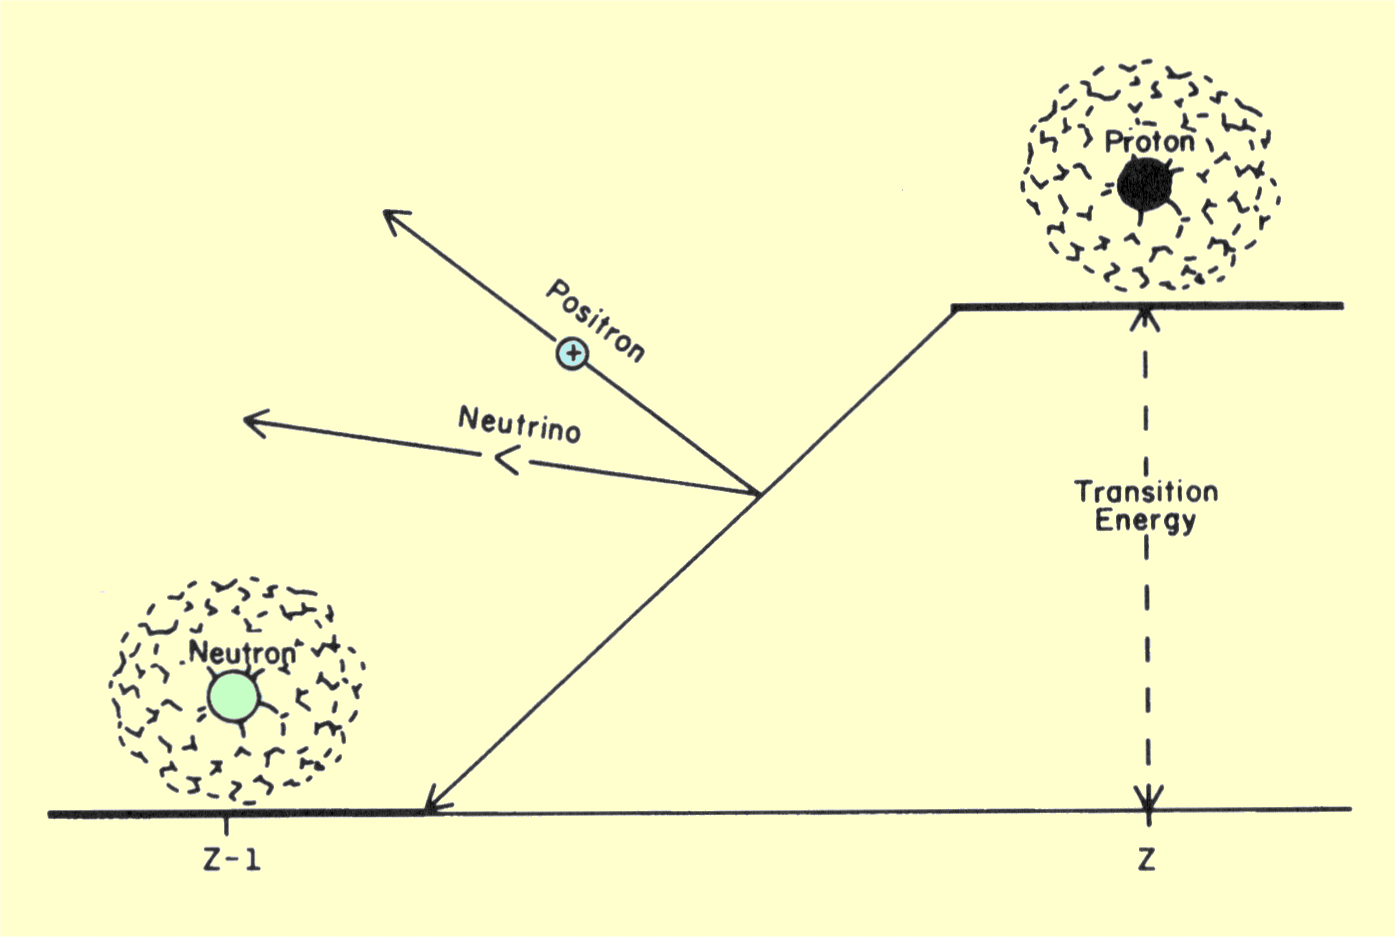 Proton
Positron
+
Neutrino
Transition
Energy
Neutron
Z-1
Z